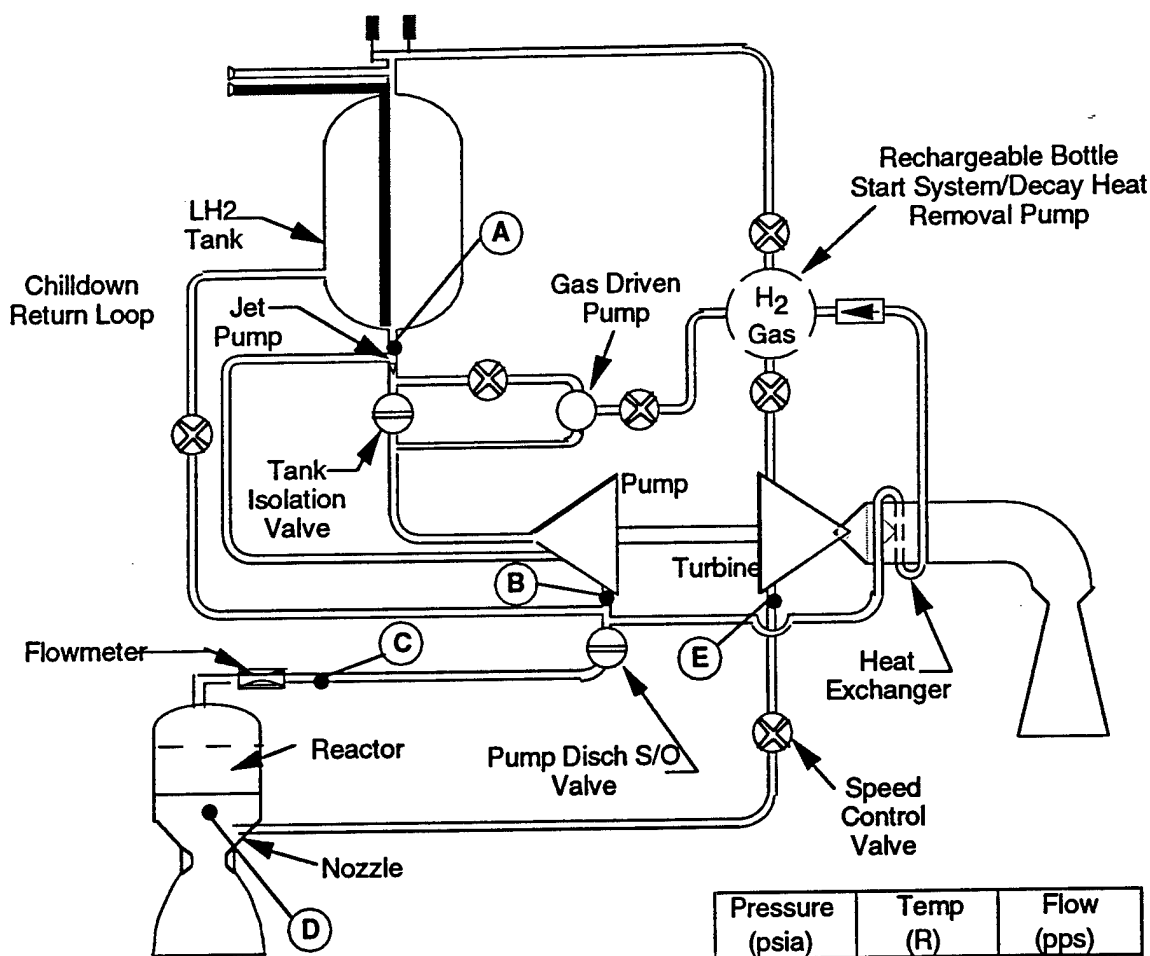 Rechargeable Bottle
Start System/Decay Heat
Removal Pump
LH2
Tank
A
Chilldown
Return Loop
Jet
Pump
Gas Driven
Pump
H2
Gas
Tank
Isolation
Valve
Pump
Turbine
B
C
E
Flowmeter
Heat
Exchanger
Reactor
Pump Disch S/O
Valve
Speed
Control
Valve
Nozzle
D
Pressure Temp Flow
(psia) (R) (pps)